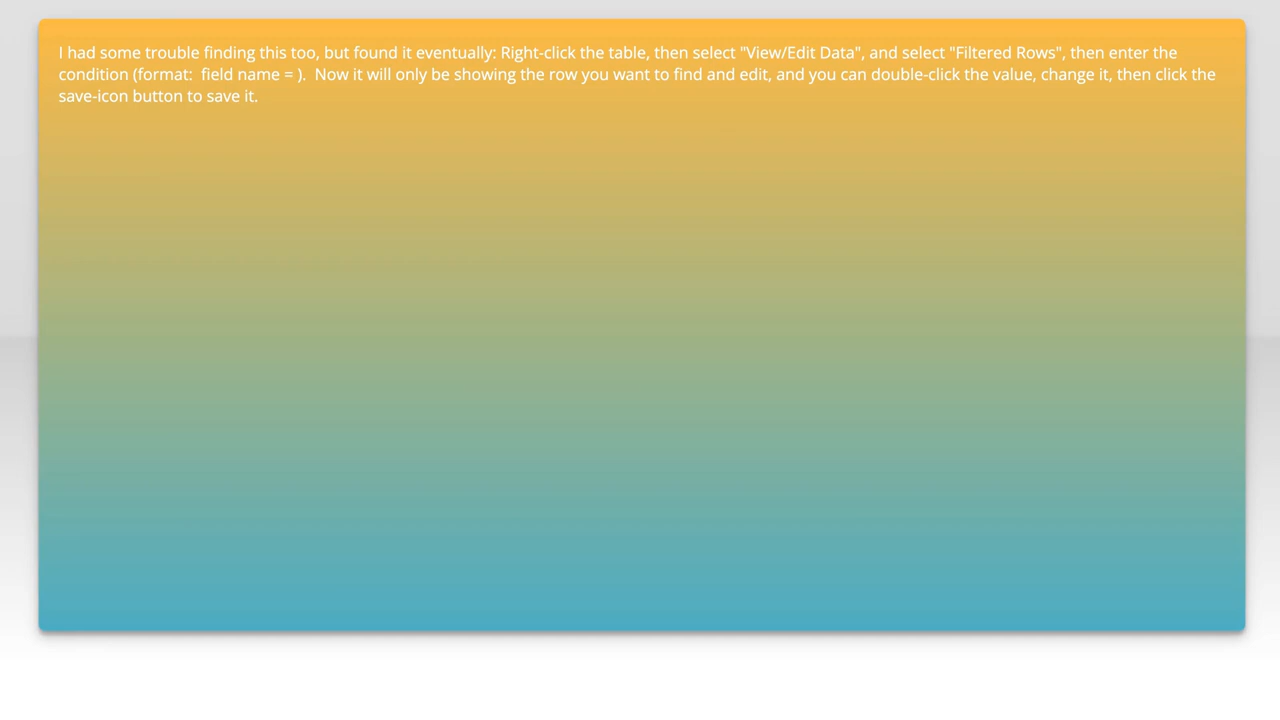 I had some trouble finding this too, but found it eventually: Right-click the table, then select "View/Edit Data", and select "Filtered Rows", then enter the
condition (format:  field name = ).  Now it will only be showing the row you want to find and edit, and you can double-click the value, change it, then click the
save-icon button to save it.